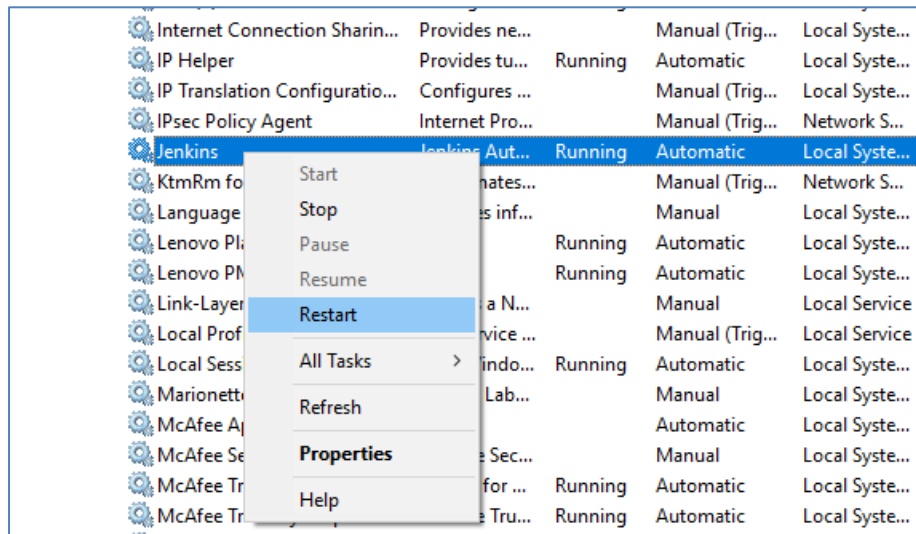 Internet Connection Sharin... Provides ne... Manual (Trig... Local Syste...
IP Helper Provides tu... Running Automatic Local Syste...
IP Translation Configuratio... Configures ... Manual (Trig... Local Syste...
IPsec Policy Agent Internet Pro... Manual (Trig... Network S...
Jenkins Jenkins Aut... Running Automatic Local Syste...
KtmRm fo nates... Manual (Trig... Network S...
Start
Language es inf... Manual Local Syste...
Stop
Lenovo Pla Running Automatic Local Syste...
Pause
Lenovo PM Running Automatic Local Syste...
Resume
Link-Layer a N... Manual Local Service
Restart
Local Prof vice ... Manual (Trig... Local Service
Local Sess indo... Running Automatic Local Syste...
All Tasks >
Marionett Lab... Manual Local Syste...
Refresh
McAfee Ap Automatic Local Syste...
McAfee Se e Sec... Manual Local Syste...
Properties
McAfee Tr for ... Running Automatic Local Syste...
Help
McAfee Tr e Tru... Running Automatic Local Syste...